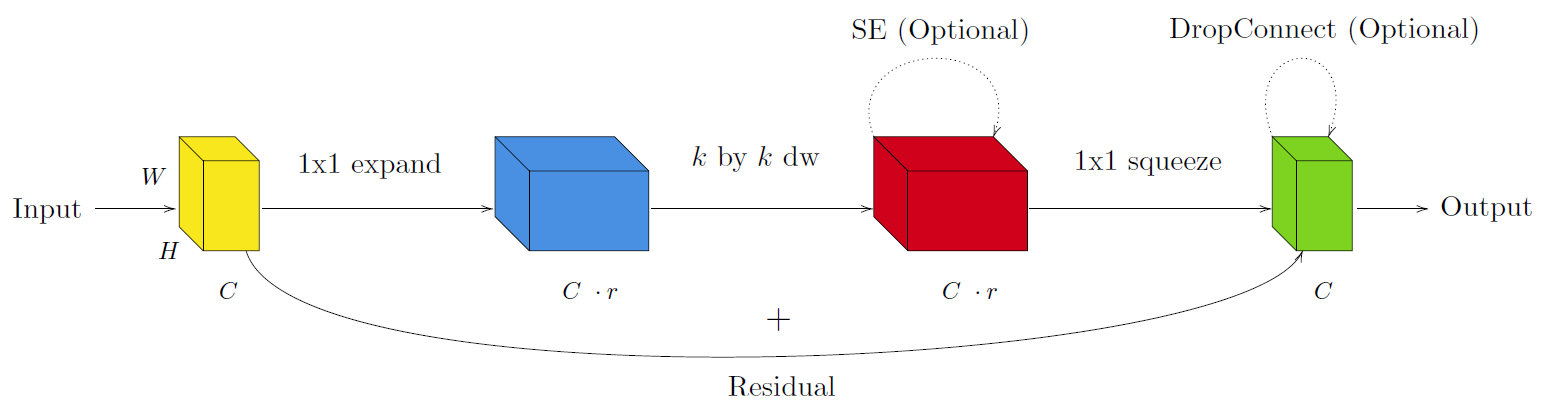 SE (Optional)
DropConnect (Optional)
1x1 expand
k by k dw
1x1 squeeze
W
Input
Output
H
C
C · r
C · r
C
+
Residual